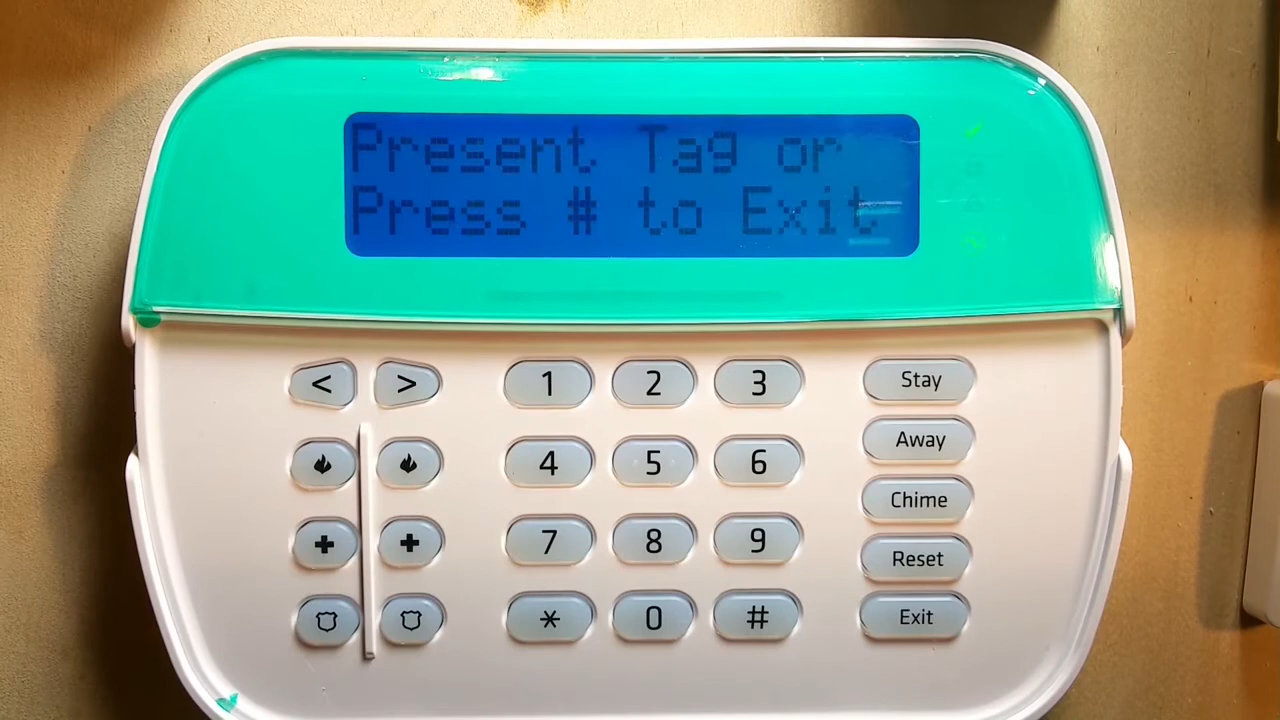 Present Tag or
Press # to Exit
< > 1 2 3 Stay
4 5 6 Away
Chime
7 8 9 Reset
* 0 # Exit